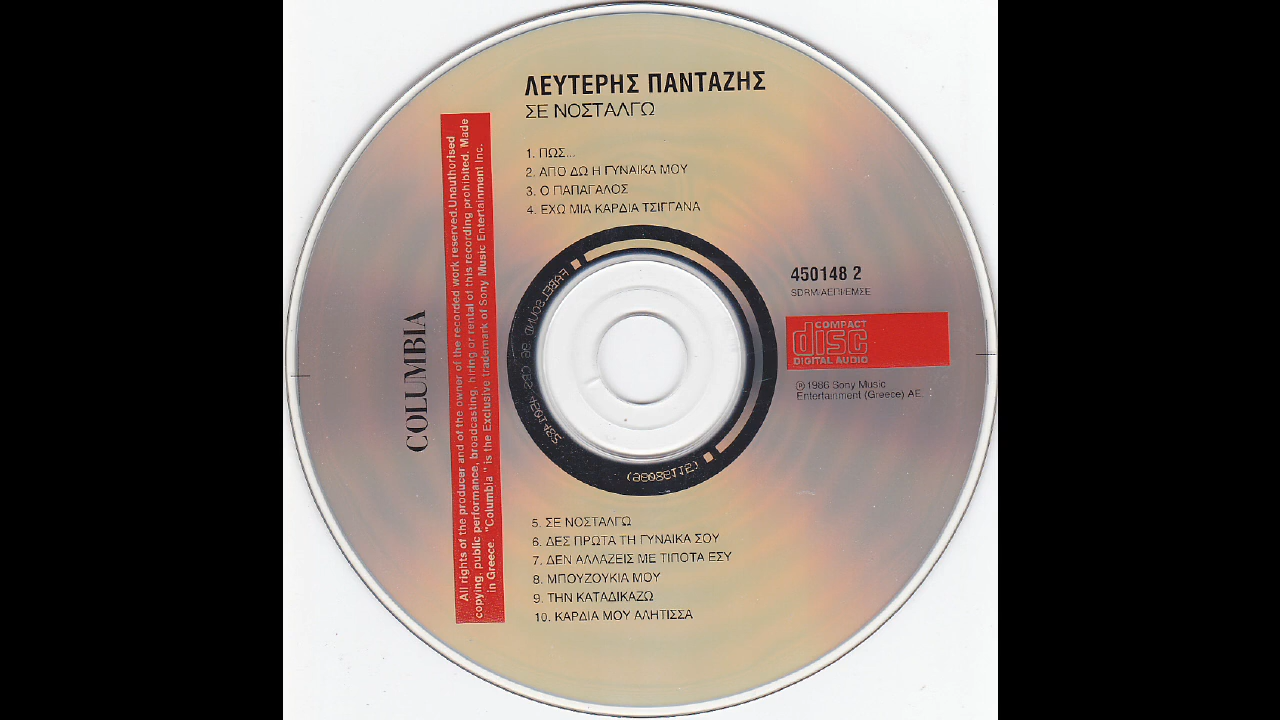 ΛΕΥΤΕΡΗΣ ΠΑΝΤΑΖΗΣ
ΣΕ ΝΟΣΤΑΛΓΩ
1. ΠΩΣ...
2. ΑΠΟ ΔΩ Η ΓΥΝΑΙΚΑ ΜΟΥ
3. Ο ΠΑΠΑΓΑΛΟΣ
4. ΕΧΩ ΜΙΑ ΚΑΡΔΙΑ ΤΣΙΓΓΑΝΑ
All rights of the producer and of the owner of the recorded work reserved.Unauthorised
copying, public performance, broadcasting, hiring or rental of this recording prohibited. Made
in Greece. "Columbia" is the Exclusive trademark of Sony Music Entertainment Inc.
COLUMBIA
450148 2
SDRM/ΑΕΠΙ/ΕΜΣΕ
COMPACT
disc
DIGITAL AUDIO
℗1986 Sony Music
Entertainment (Greece) AE.
5. ΣΕ ΝΟΣΤΑΛΓΩ
6. ΔΕΣ ΠΡΩΤΑ ΤΗ ΓΥΝΑΙΚΑ ΣΟΥ
7. ΔΕΝ ΑΛΛΑΖΕΙΣ ΜΕ ΤΙΠΟΤΑ ΕΣΥ
8. ΜΠΟΥΖΟΥΚΙΑ ΜΟΥ
9. ΤΗΝ ΚΑΤΑΔΙΚΑΖΩ
10. ΚΑΡΔΙΑ ΜΟΥ ΑΛΗΤΙΣΣΑ